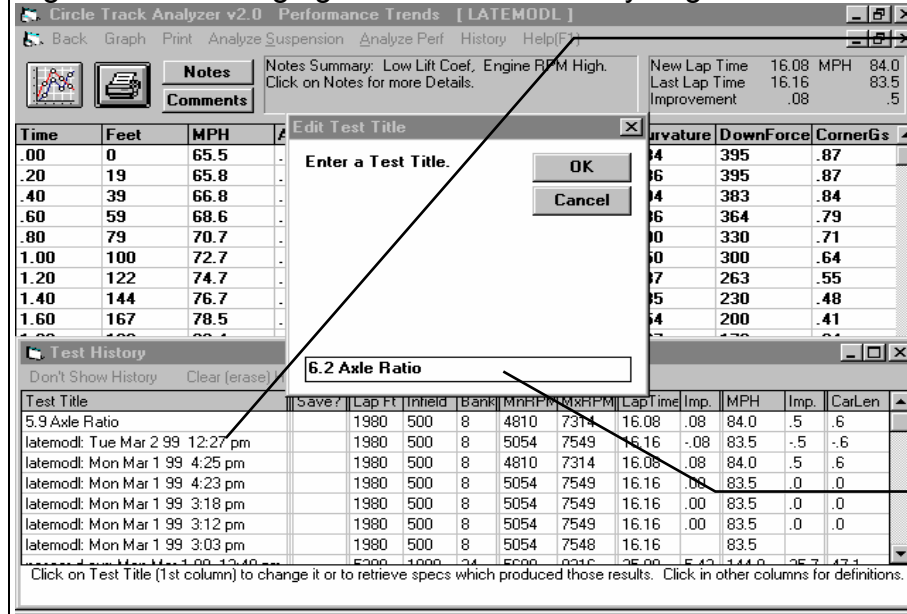 Circle Track Analyzer v2.0 Performance Trends [ LATEMODL ]
Back Graph Print Analyze Suspension Analyze Perf History Help(F1)
Notes
Comments
Notes Summary: Low Lift Coef, Engine RPM High.
Click on Notes for more Details.
New Lap Time 16.08 MPH 84.0
Last Lap Time 16.16 83.5
Improvement .08 .5
Time Feet MPH DownForce CornerGs
.00 0 65.5 395 .87
.20 19 65.8 395 .87
.40 39 66.8 383 .84
.60 59 68.6 364 .79
.80 79 70.7 330 .71
1.00 100 72.7 300 .64
1.20 122 74.7 263 .55
1.40 144 76.7 230 .48
1.60 167 78.5 200 .41
Edit Test Title
Enter a Test Title.
OK
Cancel
6.2 Axle Ratio
Test History
Don't Show History Clear (erase)
Test Title Save? Lap Ft Infield Bank MnRPM MxRPM LapTime Imp. MPH Imp. CarLen
5.9 Axle Ratio 1980 500 8 4810 7314 16.08 .08 84.0 .5 .6
latemodl: Tue Mar 2 99 12:27 pm 1980 500 8 5054 7549 16.16 -.08 83.5 -.5 -.6
latemodl: Mon Mar 1 99 4:25 pm 1980 500 8 4810 7314 16.08 .08 84.0 .5 .6
latemodl: Mon Mar 1 99 4:23 pm 1980 500 8 5054 7549 16.16 .00 83.5 .0 .0
latemodl: Mon Mar 1 99 3:18 pm 1980 500 8 5054 7549 16.16 .00 83.5 .0 .0
latemodl: Mon Mar 1 99 3:12 pm 1980 500 8 5054 7549 16.16 .00 83.5 .0 .0
latemodl: Mon Mar 1 99 3:03 pm 1980 500 8 5054 7548 16.16 83.5
Click on Test Title (1st column) to change it or to retrieve specs which produced those results. Click in other columns for definitions.